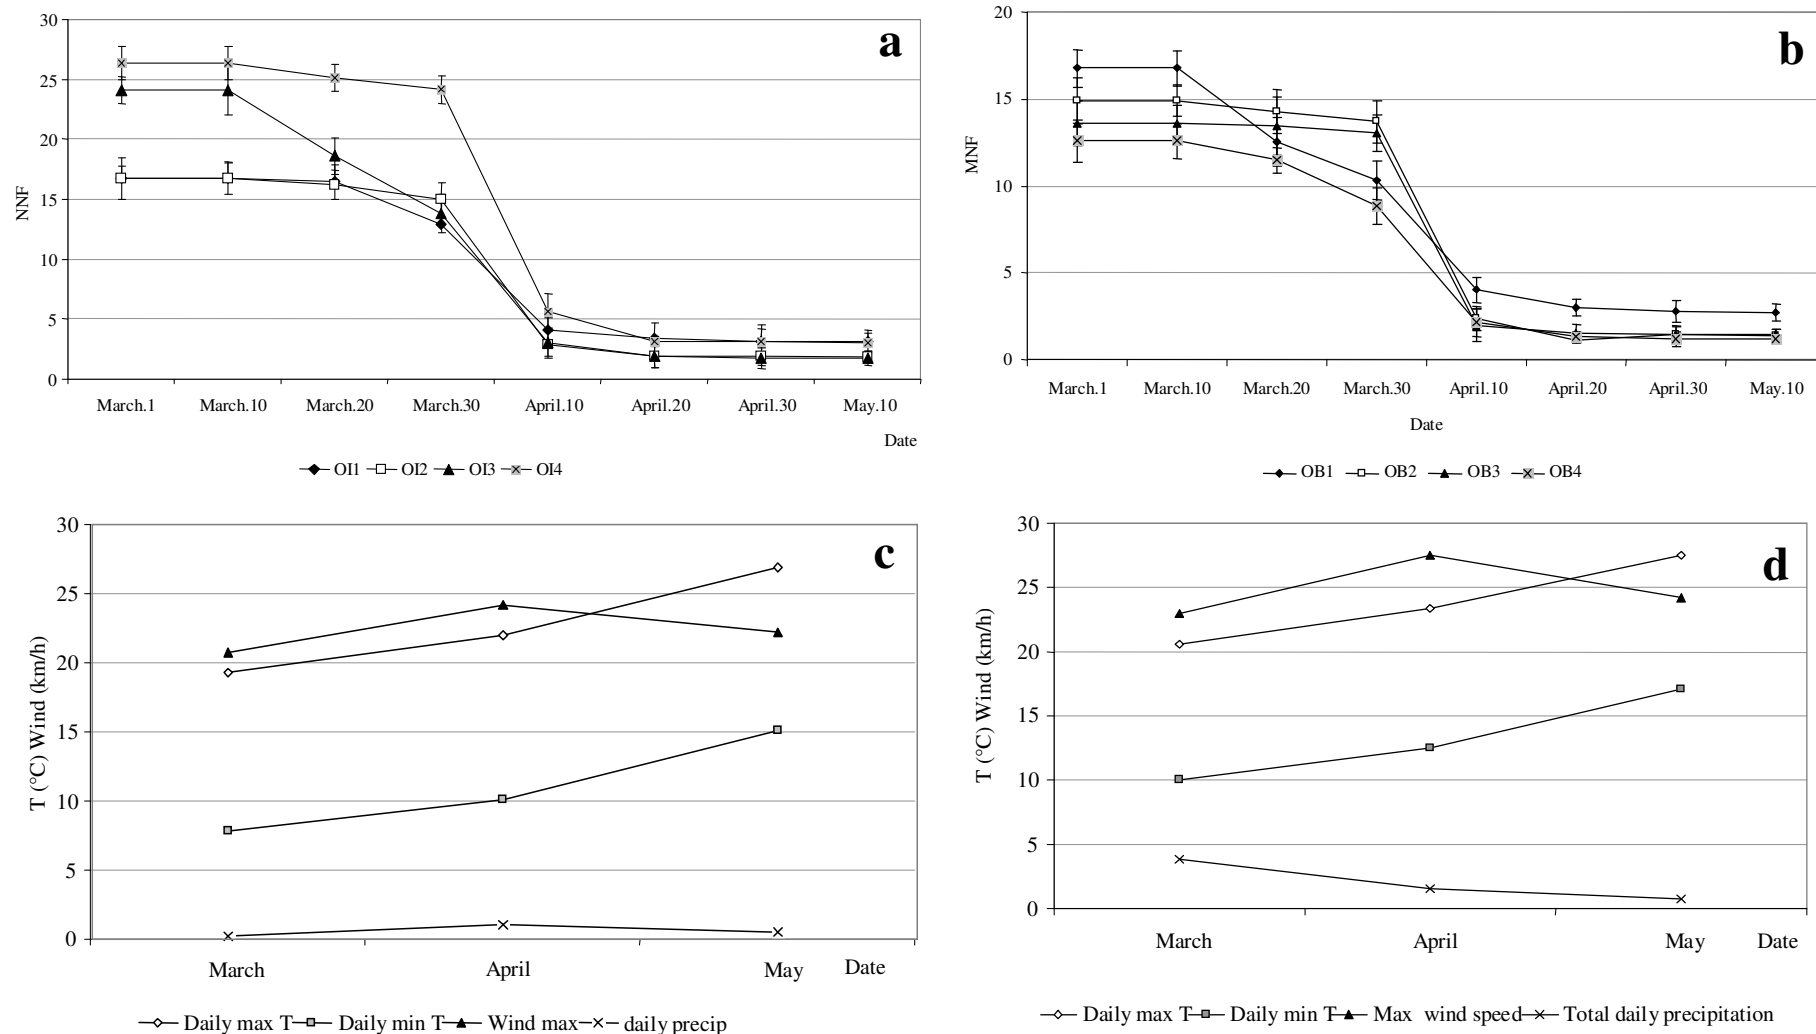 a
30
25
20
15
10
5
0
NNF
March.1 March.10 March.20 March.30 April.10 April.20 April.30 May.10
Date
OI1 OI2 OI3 OI4
b
20
15
10
5
0
MNF
March.1 March.10 March.20 March.30 April.10 April.20 April.30 May.10
Date
OB1 OB2 OB3 OB4
c
30
25
20
15
10
5
0
T (°C) Wind (km/h)
March April May Date
Daily max T Daily min T Wind max daily precip
d
30
25
20
15
10
5
0
T (°C) Wind (km/h)
March April May Date
Daily max T Daily min T Max wind speed Total daily precipitation